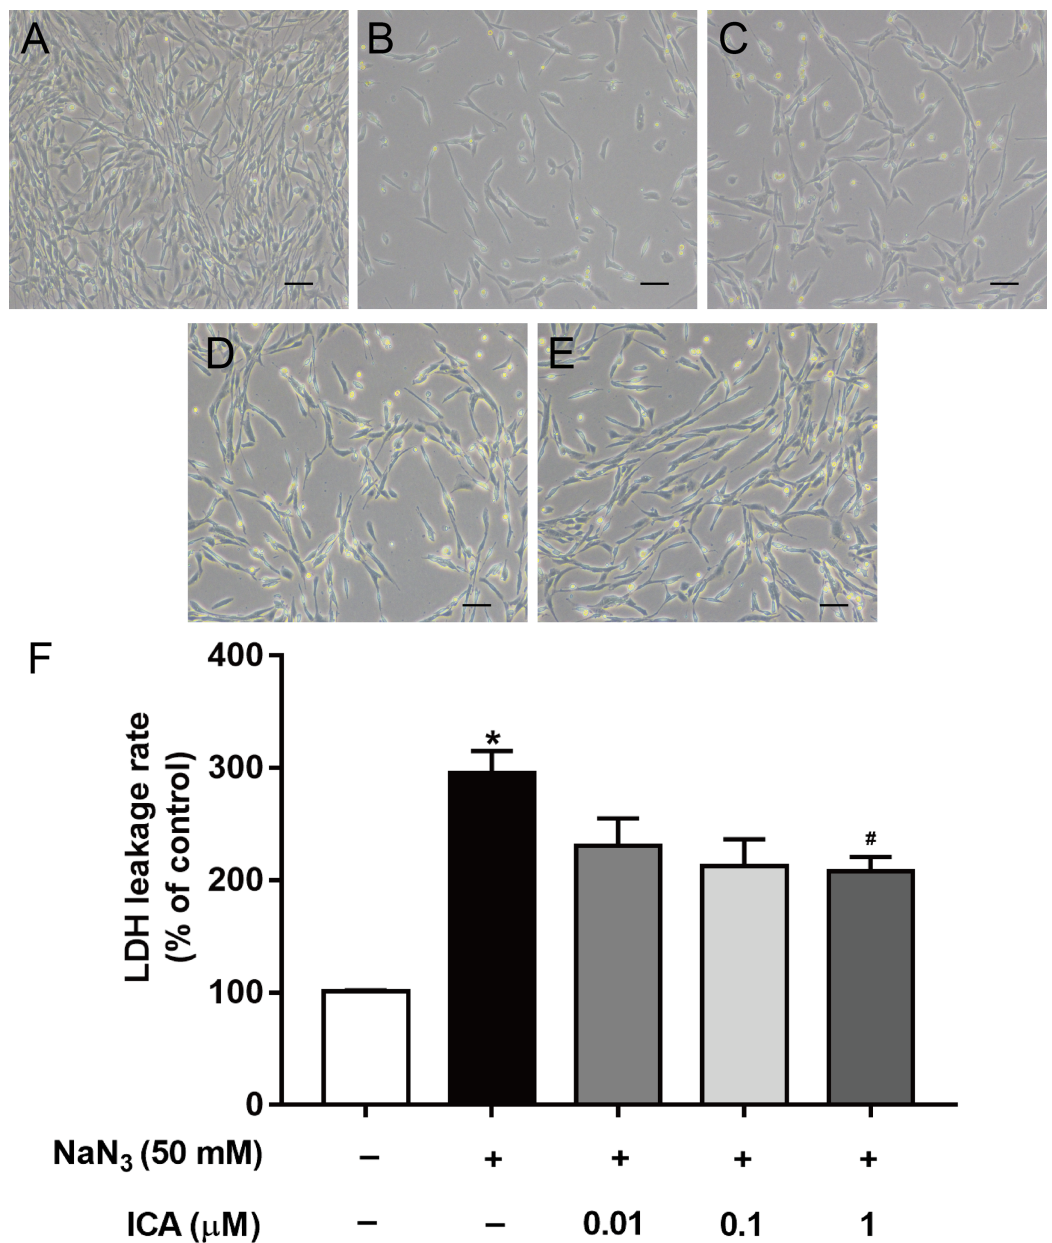 A
B
C
D
E
F
LDH leakage rate
(% of control)
400
300
200
100
0
*
#
NaN₃ (50 mM) – + + + +
ICA (μM) – – 0.01 0.1 1